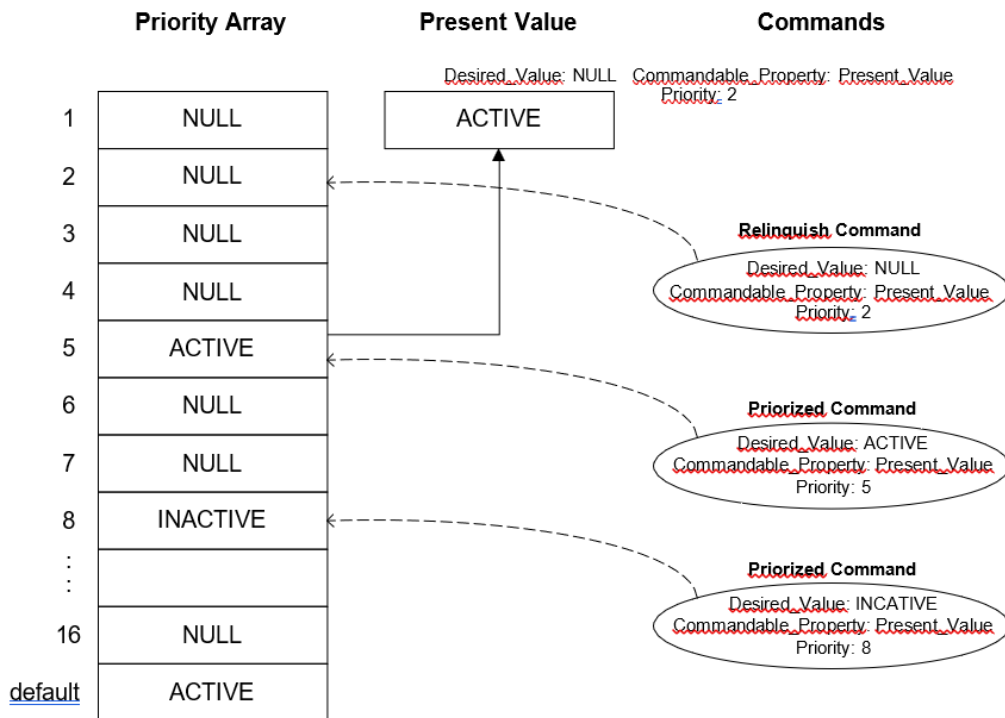 Priority Array
Present Value
Commands
Desired_Value: NULL Commandable_Property: Present_Value
Priority: 2
1 NULL
ACTIVE
2 NULL
3 NULL
4 NULL
5 ACTIVE
6 NULL
7 NULL
8 INACTIVE
16 NULL
default ACTIVE
Relinquish Command
Desired_Value: NULL
Commandable_Property: Present_Value
Priority: 2
Priorized Command
Desired_Value: ACTIVE
Commandable_Property: Present_Value
Priority: 5
Priorized Command
Desired_Value: INCATIVE
Commandable_Property: Present_Value
Priority: 8